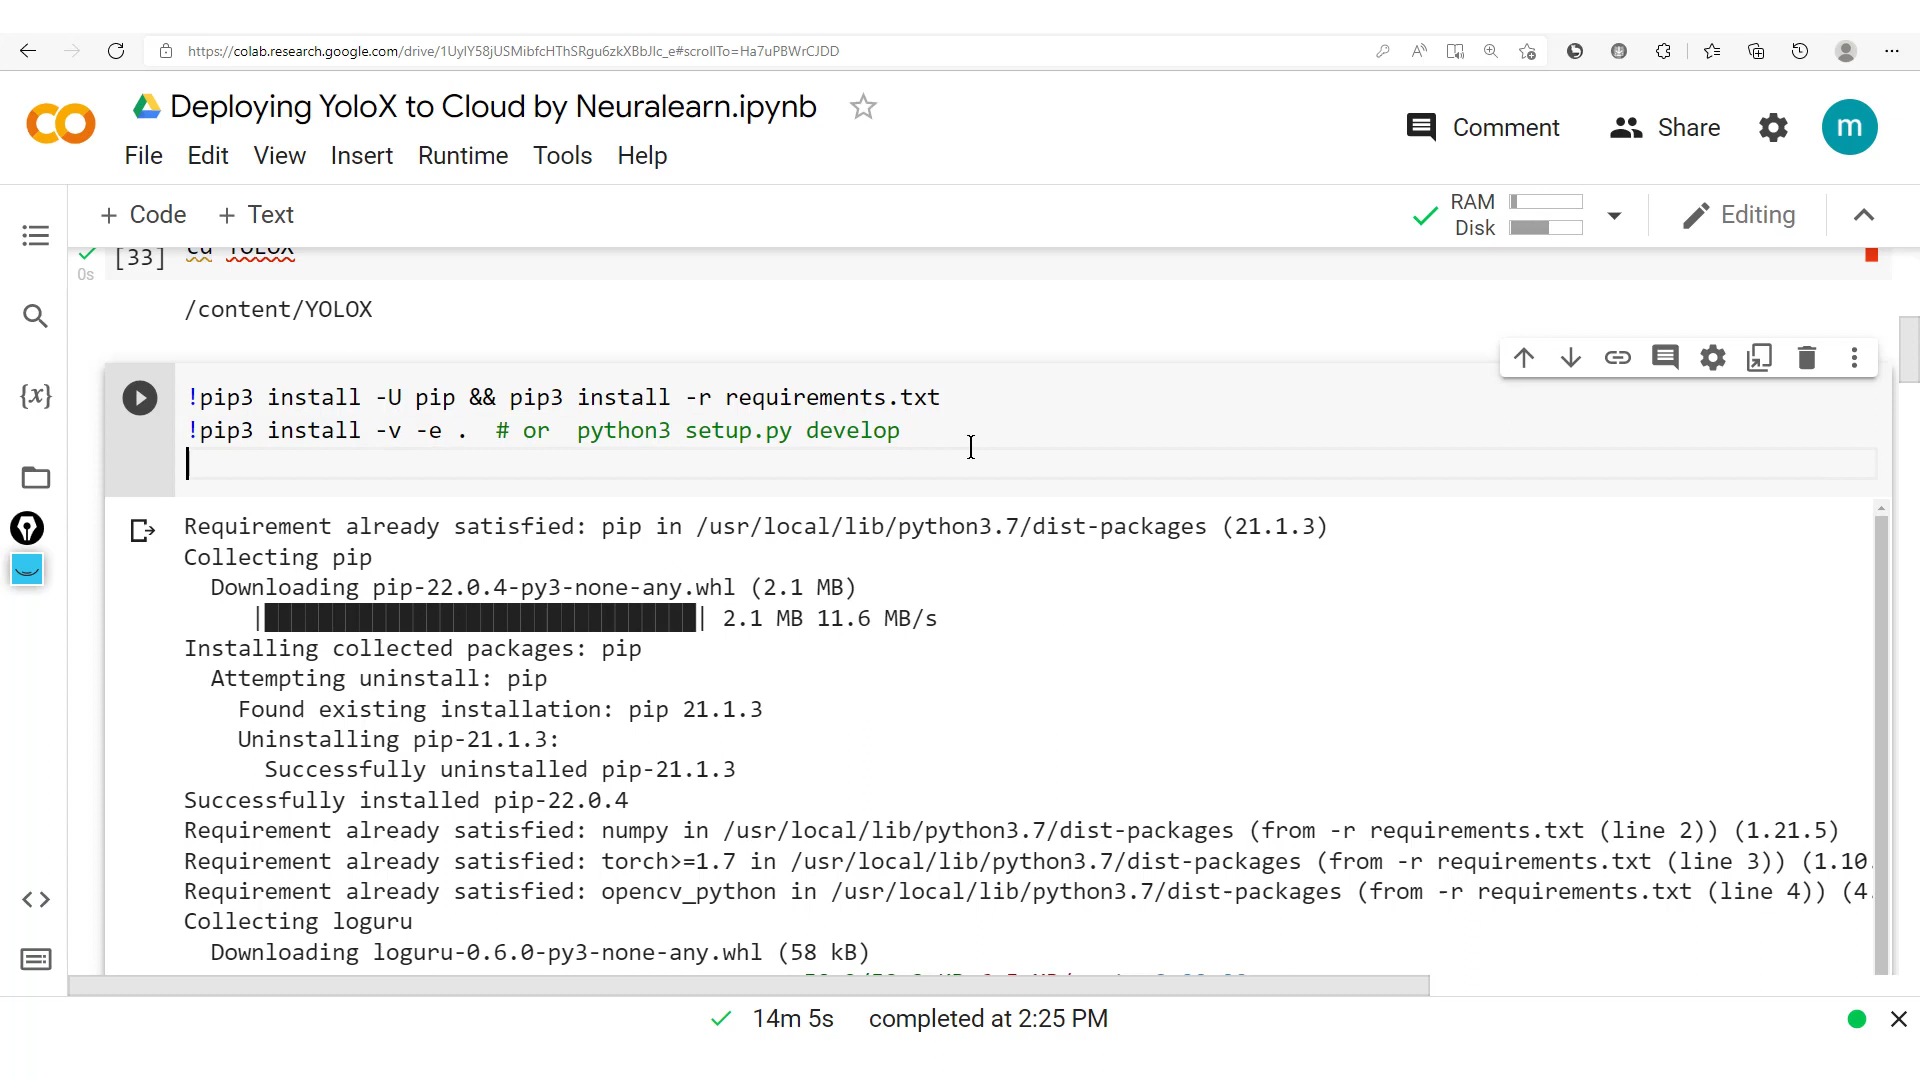 https://colab.research.google.com/drive/1UylY58jUSMibfcHThSRgu6zkXBbJlc_e#scrollTo=Ha7uPBWrCJDD
Deploying YoloX to Cloud by Neuralearn.ipynb
Comment
Share
m
File Edit View Insert Runtime Tools Help
+ Code + Text
RAM
Disk
Editing
[33] cd YOLOX
0s
/content/YOLOX
{x}
!pip3 install -U pip && pip3 install -r requirements.txt
!pip3 install -v -e . # or python3 setup.py develop
Requirement already satisfied: pip in /usr/local/lib/python3.7/dist-packages (21.1.3)
Collecting pip
Downloading pip-22.0.4-py3-none-any.whl (2.1 MB)
|████████████████████████████████| 2.1 MB 11.6 MB/s
Installing collected packages: pip
Attempting uninstall: pip
Found existing installation: pip 21.1.3
Uninstalling pip-21.1.3:
Successfully uninstalled pip-21.1.3
Successfully installed pip-22.0.4
Requirement already satisfied: numpy in /usr/local/lib/python3.7/dist-packages (from -r requirements.txt (line 2)) (1.21.5)
Requirement already satisfied: torch>=1.7 in /usr/local/lib/python3.7/dist-packages (from -r requirements.txt (line 3)) (1.10.
Requirement already satisfied: opencv_python in /usr/local/lib/python3.7/dist-packages (from -r requirements.txt (line 4)) (4.
Collecting loguru
Downloading loguru-0.6.0-py3-none-any.whl (58 kB)
14m 5s completed at 2:25 PM